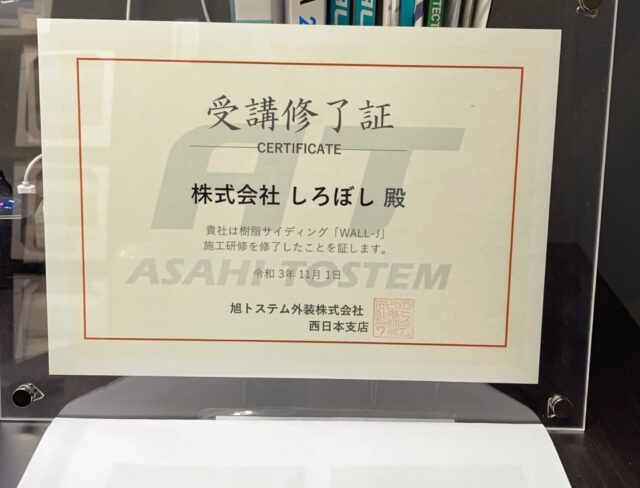 受講修了証
CERTIFICATE
株式会社 しろぼし 殿
貴社は樹脂サイディング「WALL-J」
施工研修を修了したことを証します。
ASAHI TOSTEM
令和 3年 11月 1日
旭トステム外装株式会社
西日本支店